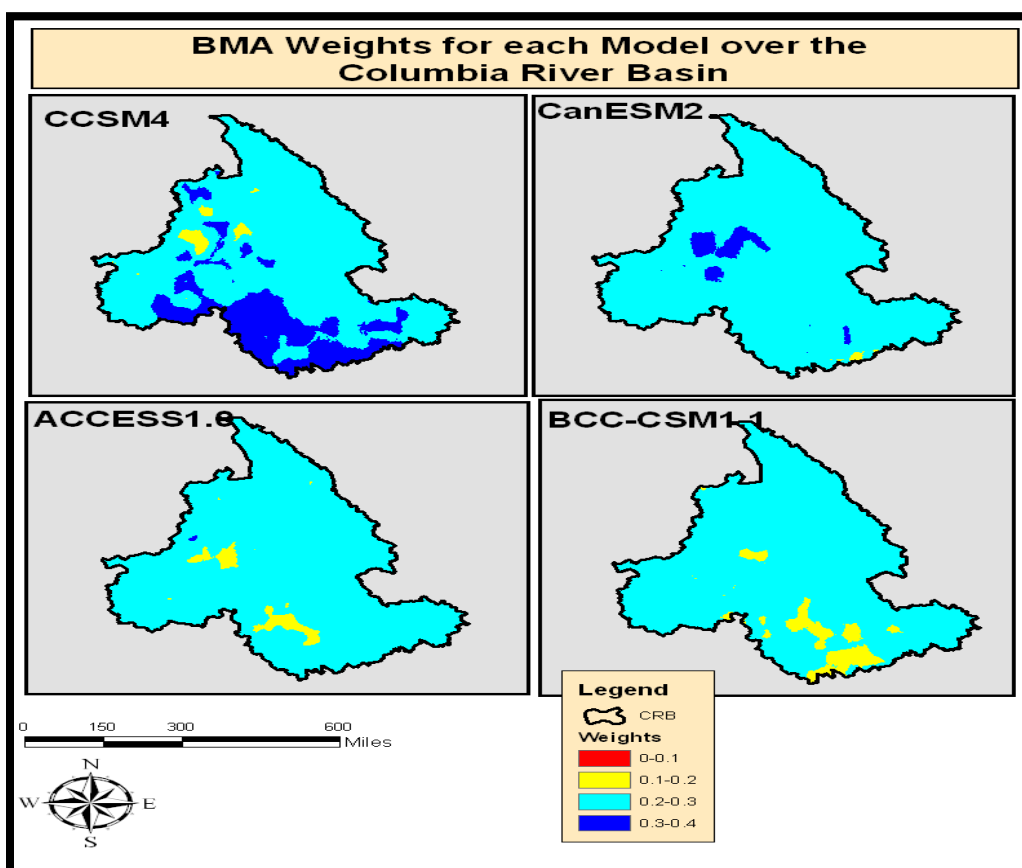 BMA Weights for each Model over the
Columbia River Basin
CCSM4
CanESM2
ACCESS1.0
BCC-CSM1-1
Legend
CRB
Weights
0-0.1
0.1-0.2
0.2-0.3
0.3-0.4
0 150 300 600
Miles
N
W E
S